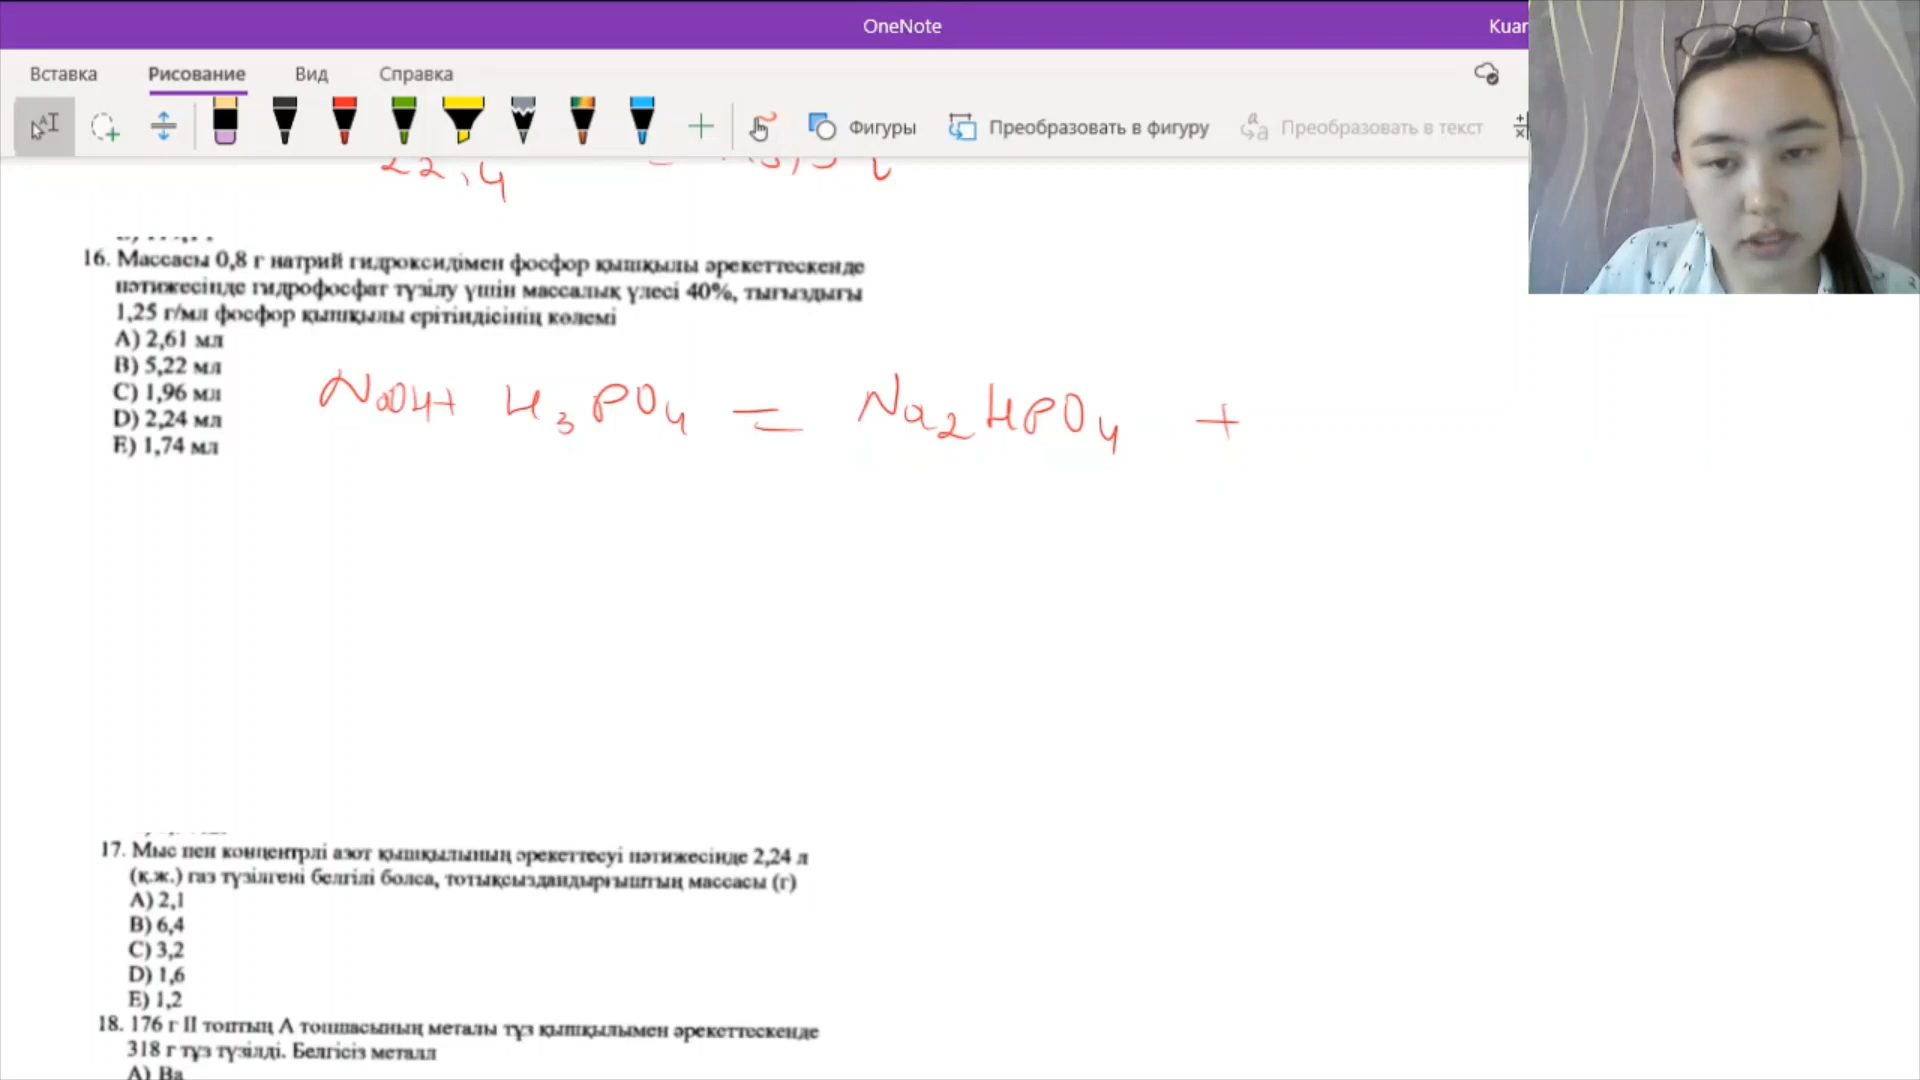 OneNote
Kuar
Вставка Рисование Вид Справка
Фигуры Преобразовать в фигуру Преобразовать в текст
22,4
16. Массасы 0,8 г натрий гидроксидімен фосфор қышқылы әрекеттескенде
нәтижесінде гидрофосфат түзілу үшін массалық үлесі 40%, тығыздығы
1,25 г/мл фосфор қышқылы ерітіндісінің көлемі
A) 2,61 мл
B) 5,22 мл
C) 1,96 мл
D) 2,24 мл
E) 1,74 мл
NaOH + H₃PO₄ = Na₂HPO₄ +
17. Мыс пен концентрлі азот қышқылының әрекеттесуі нәтижесінде 2,24 л
(қ.ж.) газ түзілгені белгілі болса, тотықсыздандырғыштың массасы (г)
A) 2,1
B) 6,4
C) 3,2
D) 1,6
E) 1,2
18. 176 г II топтың А топшасының металы тұз қышқылымен әрекеттескенде
318 г тұз түзілді. Белгісіз металл
A) Ba